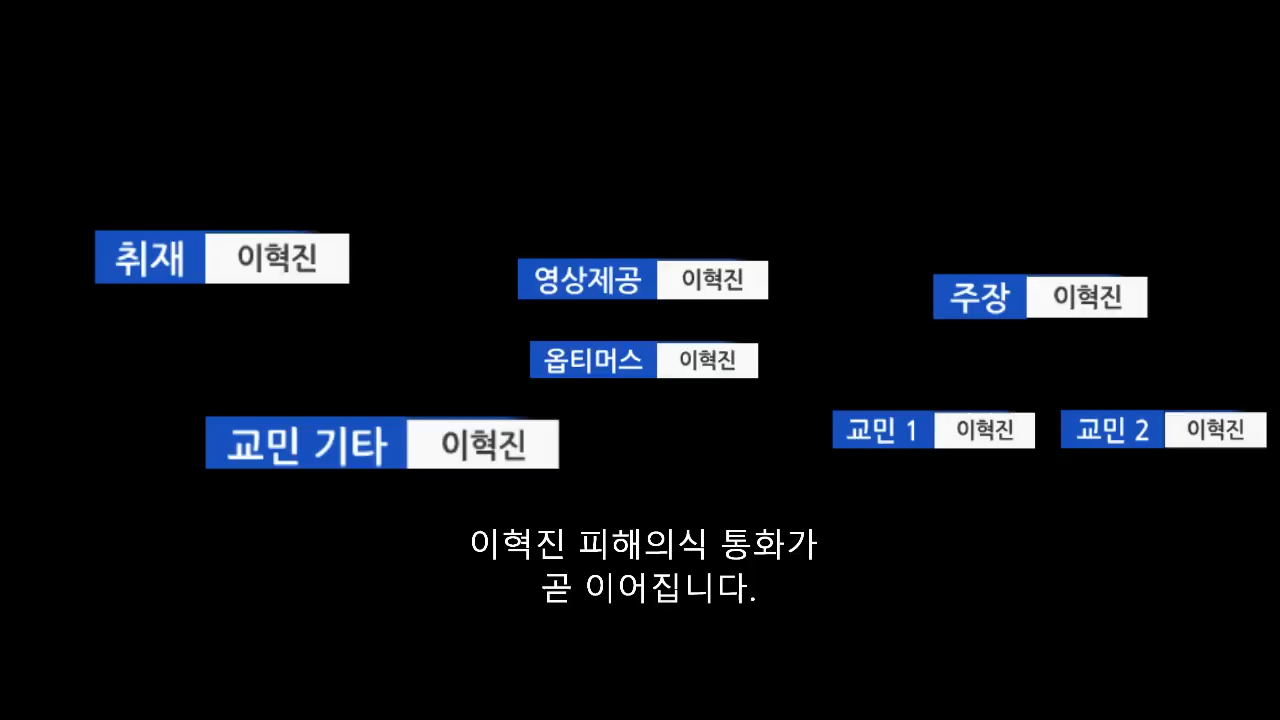 취재 이혁진
영상제공 이혁진
주장 이혁진
옵티머스 이혁진
교민 기타 이혁진
교민 1 이혁진
교민 2 이혁진
이혁진 피해의식 통화가
곧 이어집니다.